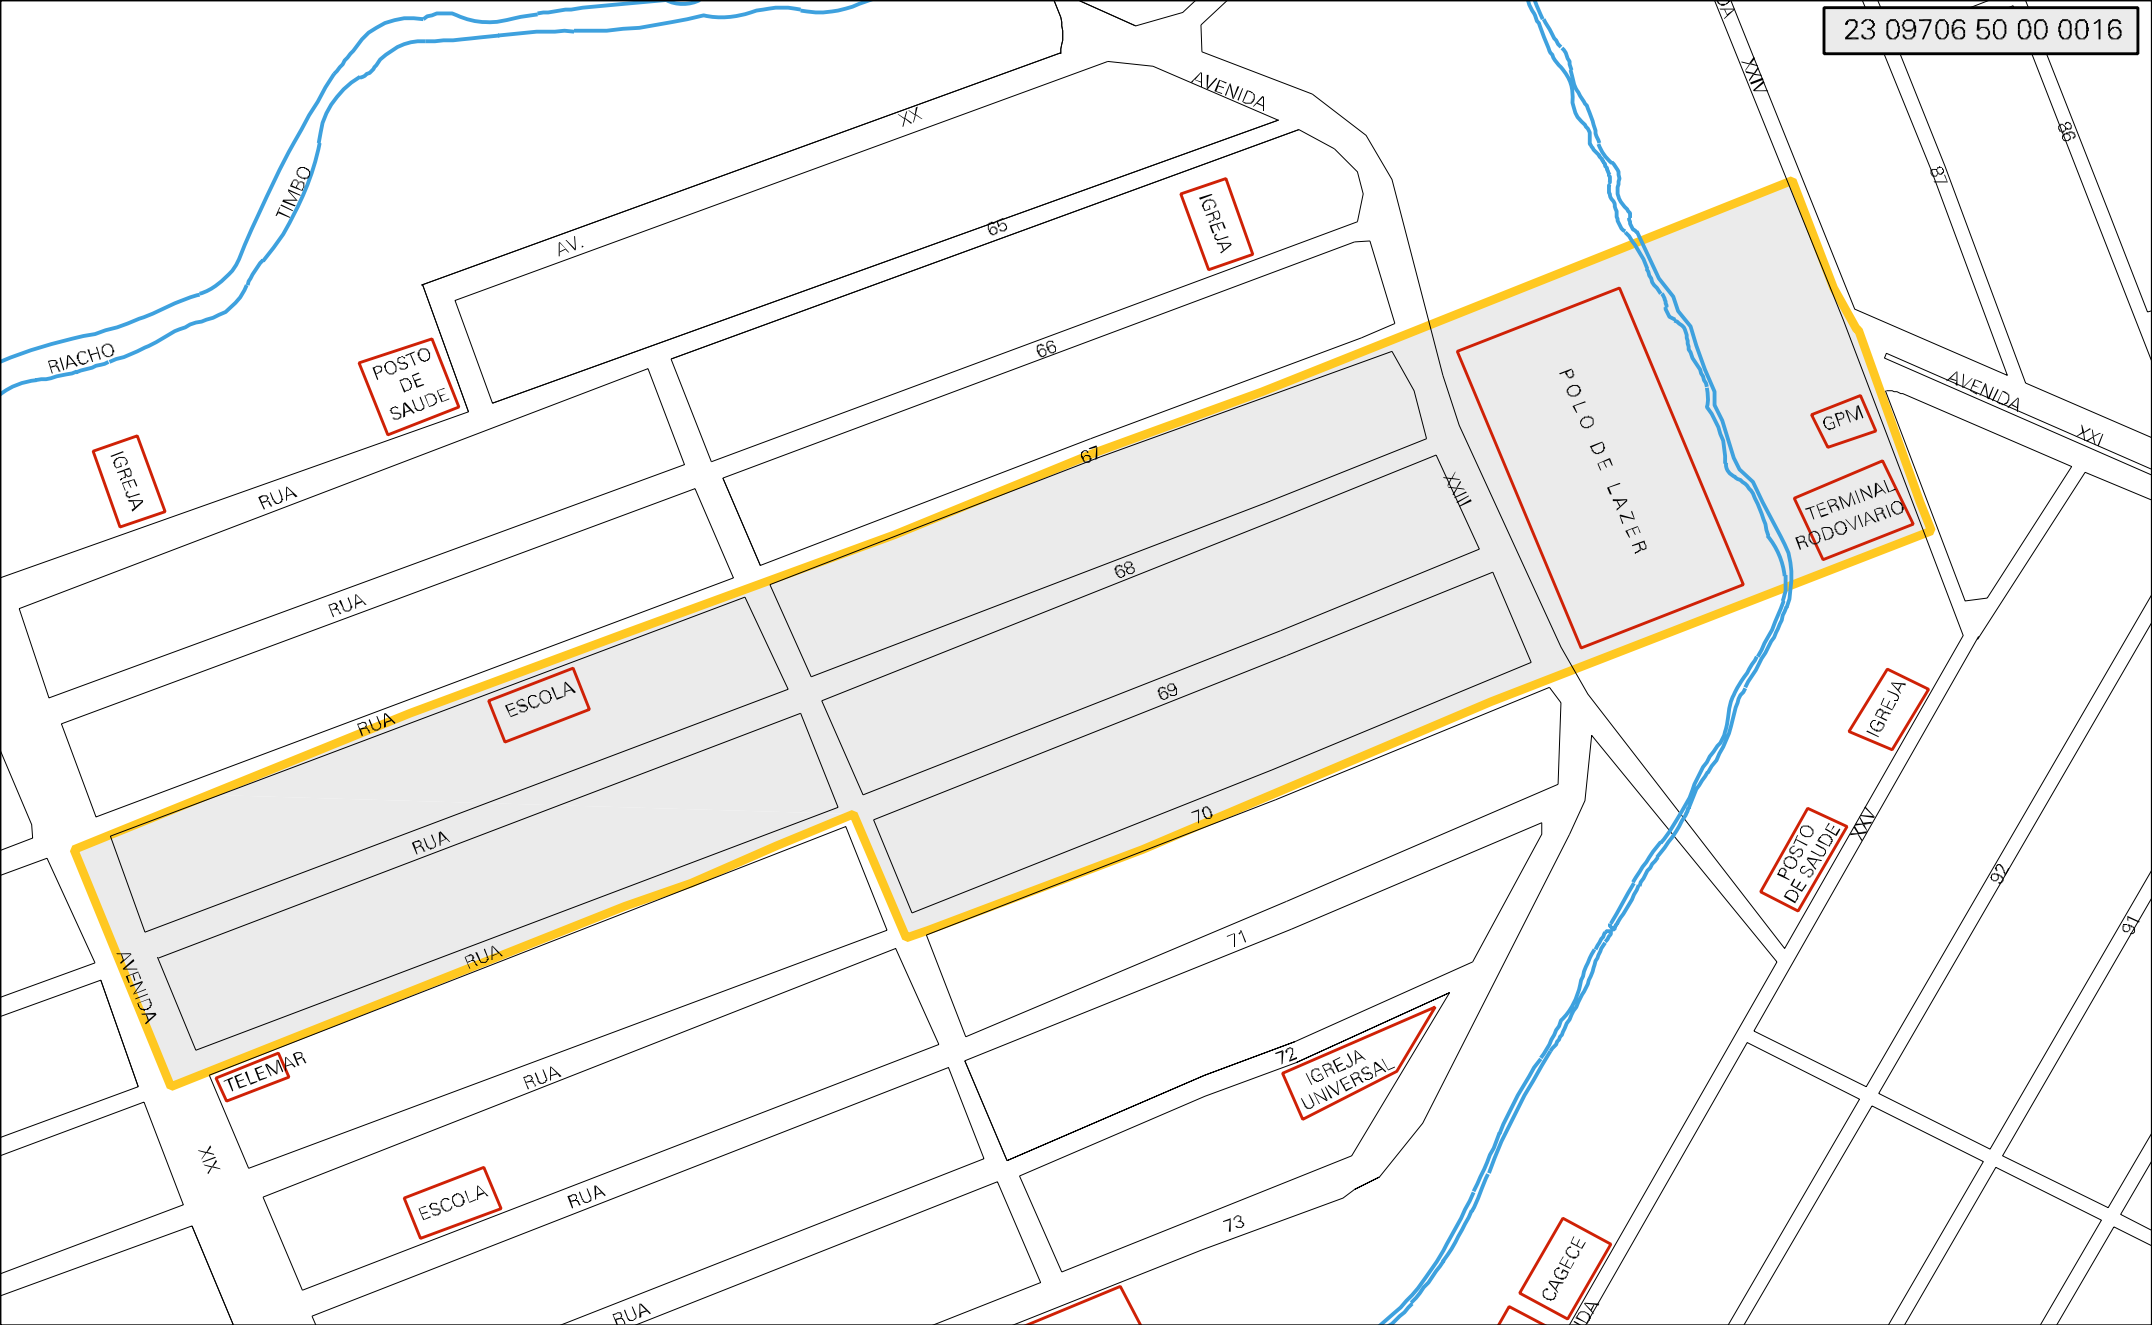 23 09706 50 00 0016
DA
XXIV
AVENIDA
86
XX
TIMBO
87
IGREJA
65
AV.
RIACHO
66
POSTO
DE
SAUDE
POLO DE LAZER
AVENIDA
GPM
XXI
IGREJA
67
RUA
XXIII
TERMINAL
RODOVIARIO
68
RUA
ESCOLA
69
RUA
IGREJA
70
RUA
XXV
POSTO
DE SAUDE
92
91
71
RUA
AVENIDA
72
TELEMAR
RUA
IGREJA
UNIVERSAL
XIX
ESCOLA
RUA
73
CAGECE
RUA
IDA